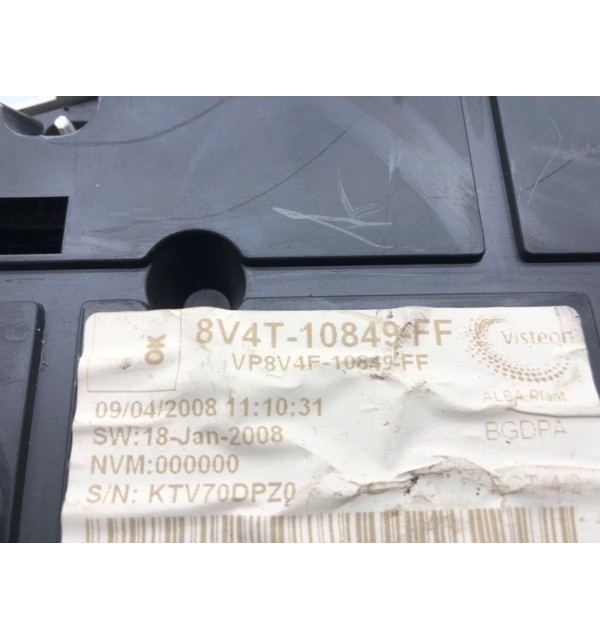 OK
8V4T-10849-FF
VP8V4F-10849-FF
Visteon
ALBA Plant
09/04/2008 11:10:31
BGDPA
SW:18-Jan-2008
NVM:000000
S/N: KTV70DPZ0